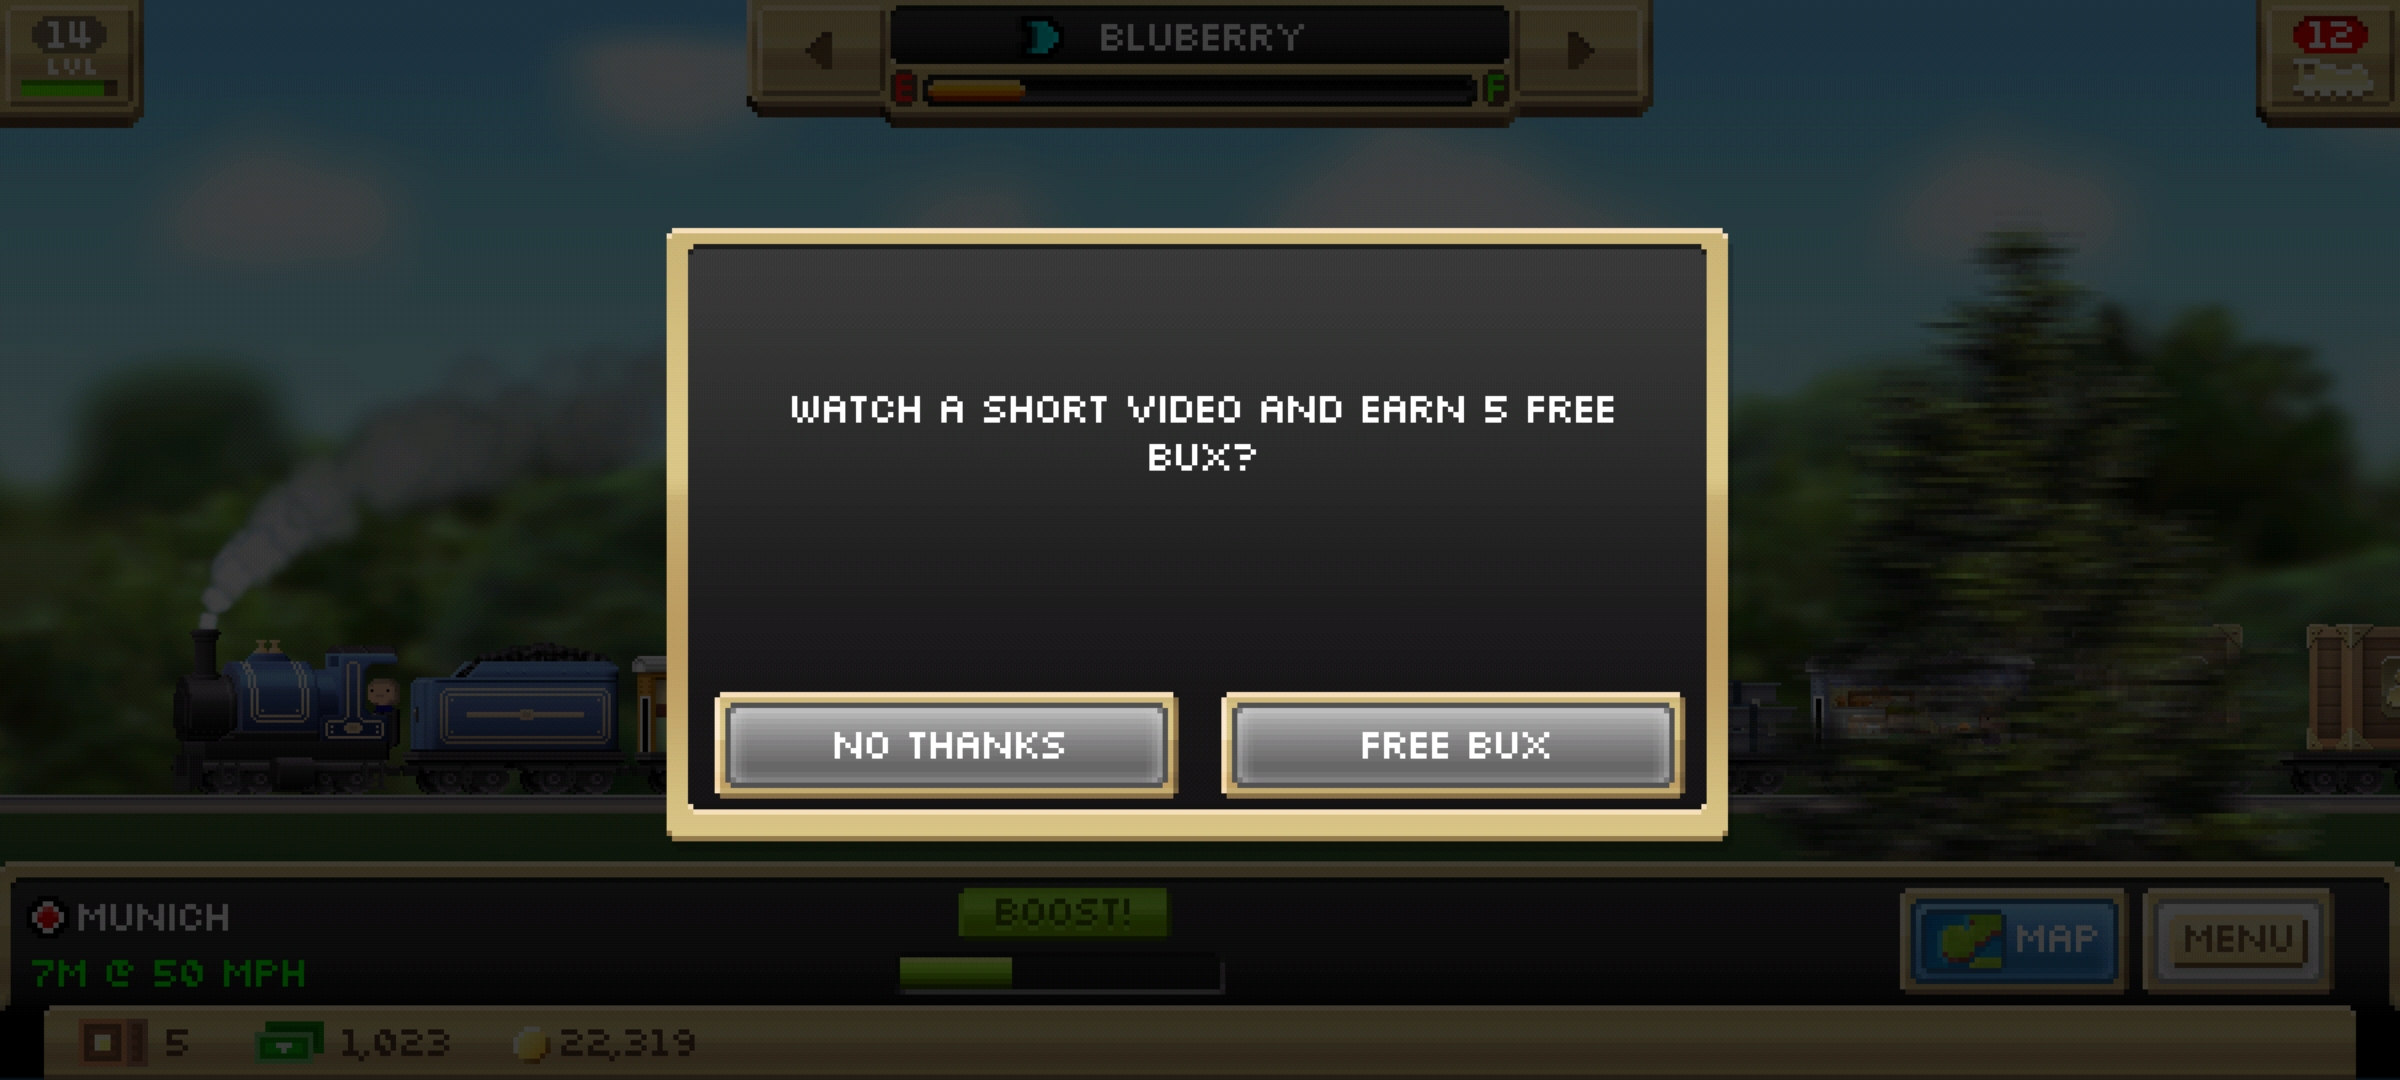 14
LVL
BLUBERRY
E F
12
WATCH A SHORT VIDEO AND EARN 5 FREE
BUX?
NO THANKS
FREE BUX
MUNICH
7M @ 50 MPH
BOOST!
MAP
MENU
5
1,023
22,319